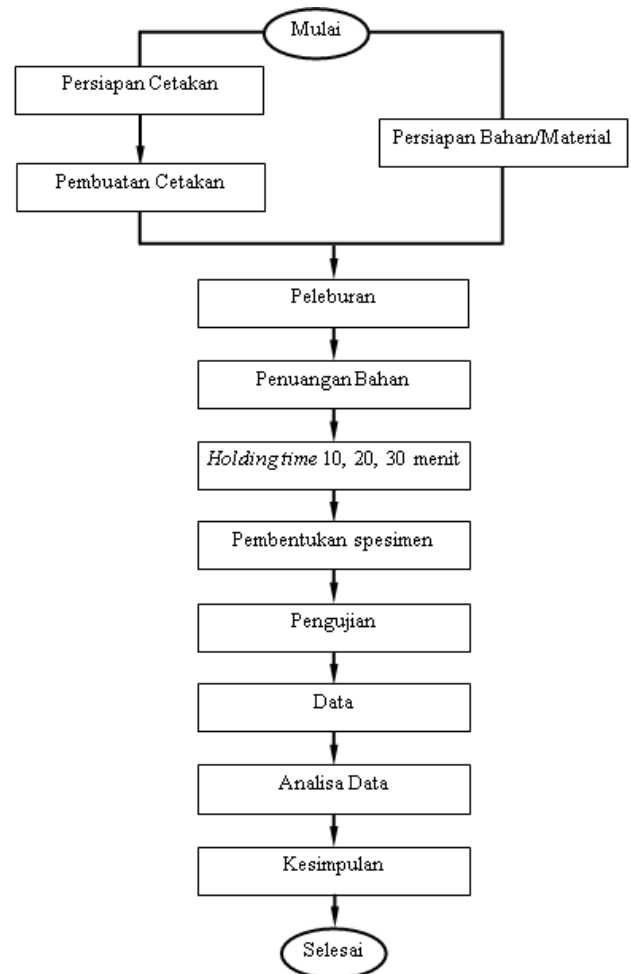 Mulai
Persiapan Cetakan
Persiapan Bahan/Material
Pembuatan Cetakan
Peleburan
Penuangan Bahan
Holding time 10, 20, 30 menit
Pembentukan spesimen
Pengujian
Data
Analisa Data
Kesimpulan
Selesai